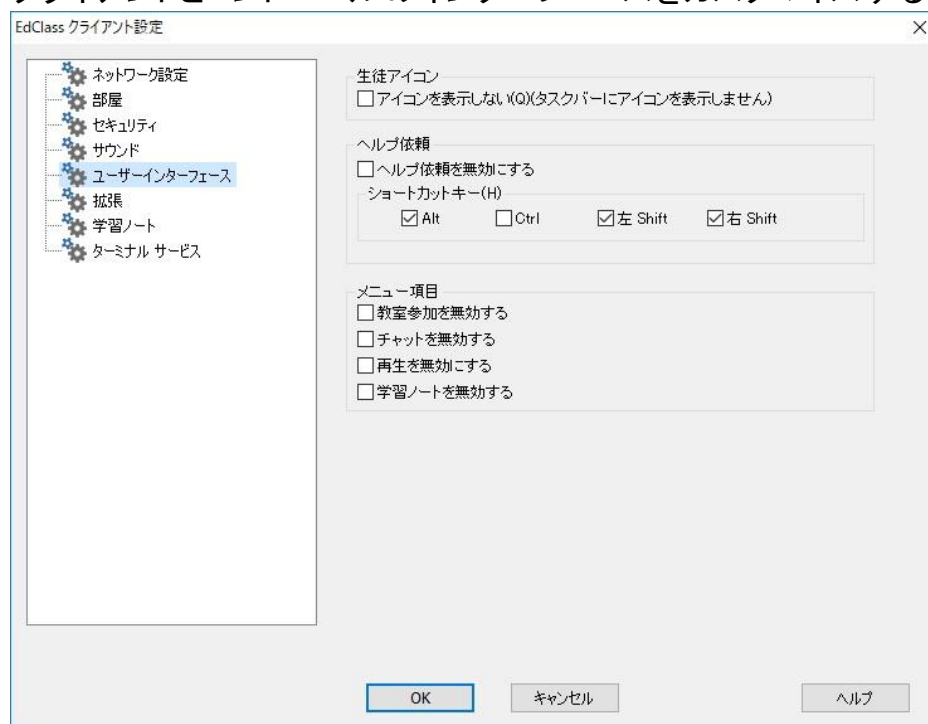 EdClass クライアント設定
ネットワーク設定
部屋
セキュリティ
サウンド
ユーザーインターフェース
拡張
学習ノート
ターミナル サービス
生徒アイコン
アイコンを表示しない(Q)(タスクバーにアイコンを表示しません)
ヘルプ依頼
ヘルプ依頼を無効にする
ショートカットキー(H)
Alt Ctrl 左 Shift 右 Shift
メニュー項目
教室参加を無効する
チャットを無効する
再生を無効にする
学習ノートを無効する
OK キャンセル ヘルプ